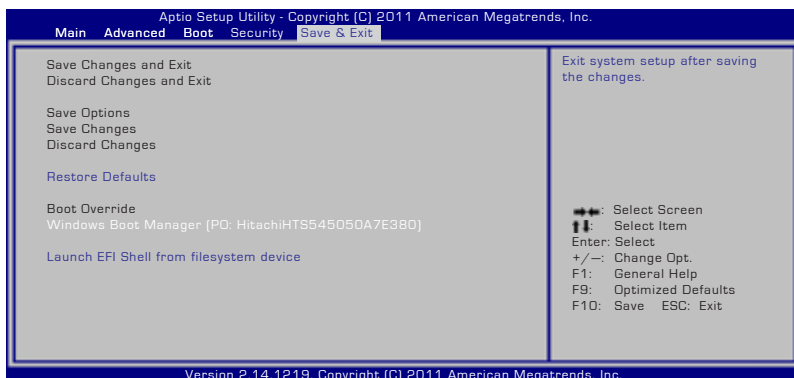 Aptio Setup Utility - Copyright (C) 2011 American Megatrends, Inc.
Main Advanced Boot Security Save & Exit
Save Changes and Exit
Discard Changes and Exit
Save Options
Save Changes
Discard Changes
Restore Defaults
Boot Override
Windows Boot Manager (P0: HitachiHTS545050A7E380)
Launch EFI Shell from filesystem device
Exit system setup after saving
the changes.
→←: Select Screen
↑↓: Select Item
Enter: Select
+/—: Change Opt.
F1: General Help
F9: Optimized Defaults
F10: Save ESC: Exit
Version 2.14.1219. Copyright (C) 2011 American Megatrends, Inc.